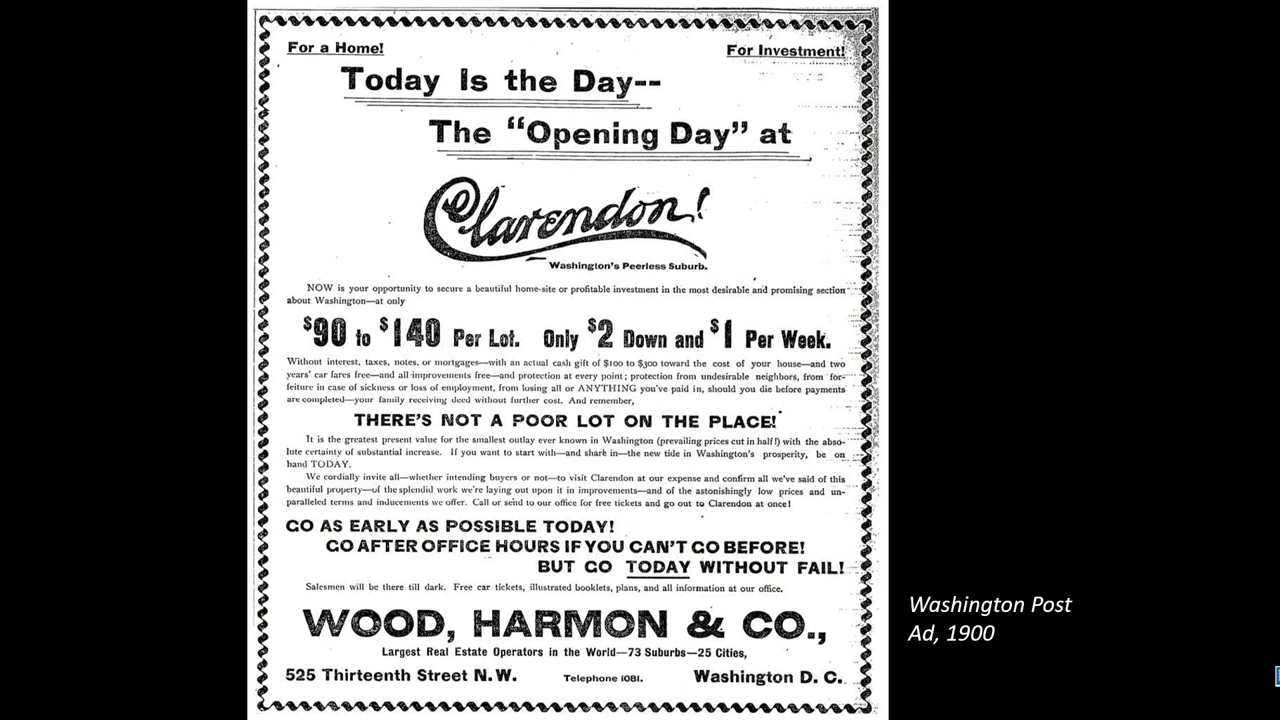 For a Home! For Investment!
Today Is the Day--
The "Opening Day" at
Clarendon!
Washington's Peerless Suburb.
NOW is your opportunity to secure a beautiful home-site or profitable investment in the most desirable and promising section
about Washington—at only
$90 to $140 Per Lot. Only $2 Down and $1 Per Week.
Without interest, taxes, notes, or mortgages—with an actual cash gift of $100 to $300 toward the cost of your house—and two
years' car fares free—and all improvements free—and protection at every point; protection from undesirable neighbors, from for-
feiture in case of sickness or loss of employment, from losing all or ANYTHING you've paid in, should you die before payments
are completed—your family receiving deed without further cost. And remember,
THERE'S NOT A POOR LOT ON THE PLACE!
It is the greatest present value for the smallest outlay ever known in Washington (prevailing prices cut in half!) with the abso-
lute certainty of substantial increase. If you want to start with—and share in—the new tide in Washington's prosperity, be on
hand TODAY.
We cordially invite all—whether intending buyers or not—to visit Clarendon at our expense and confirm all we've said of this
beautiful property—of the splendid work we're laying out upon it in improvements—and of the astonishingly low prices and un-
paralleled terms and inducements we offer. Call or send to our office for free tickets and go out to Clarendon at once!
GO AS EARLY AS POSSIBLE TODAY!
GO AFTER OFFICE HOURS IF YOU CAN'T GO BEFORE!
BUT GO TODAY WITHOUT FAIL!
Salesmen will be there till dark. Free car tickets, illustrated booklets, plans, and all information at our office.
WOOD, HARMON & CO.,
Largest Real Estate Operators in the World—73 Suburbs—25 Cities,
525 Thirteenth Street N.W. Telephone 1081. Washington D. C.
Washington Post
Ad, 1900